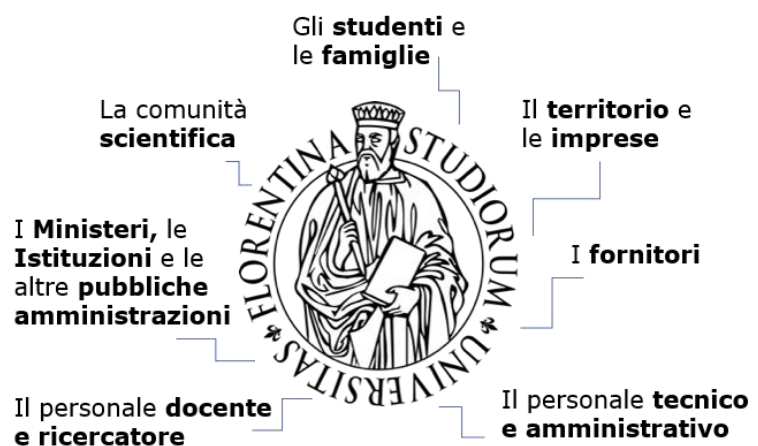 Gli studenti e
le famiglie
La comunità
scientifica
Il territorio e
le imprese
FLORENTINA STUDIORUM UNIVERSITAS
I Ministeri, le
Istituzioni e le
altre pubbliche
amministrazioni
I fornitori
Il personale docente
e ricercatore
Il personale tecnico
e amministrativo